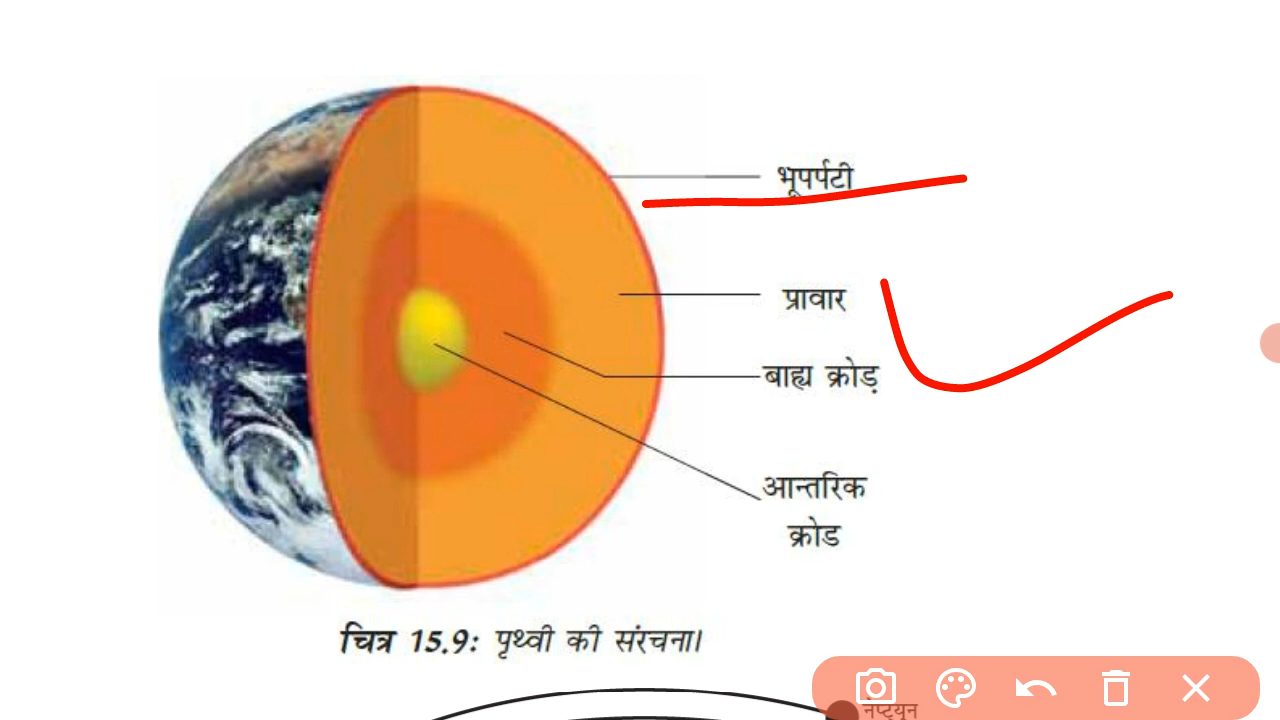 भूपर्पटी
प्रावार
बाह्य क्रोड़
आन्तरिक
क्रोड
चित्र 15.9: पृथ्वी की संरचना।
नेप्ट्यून